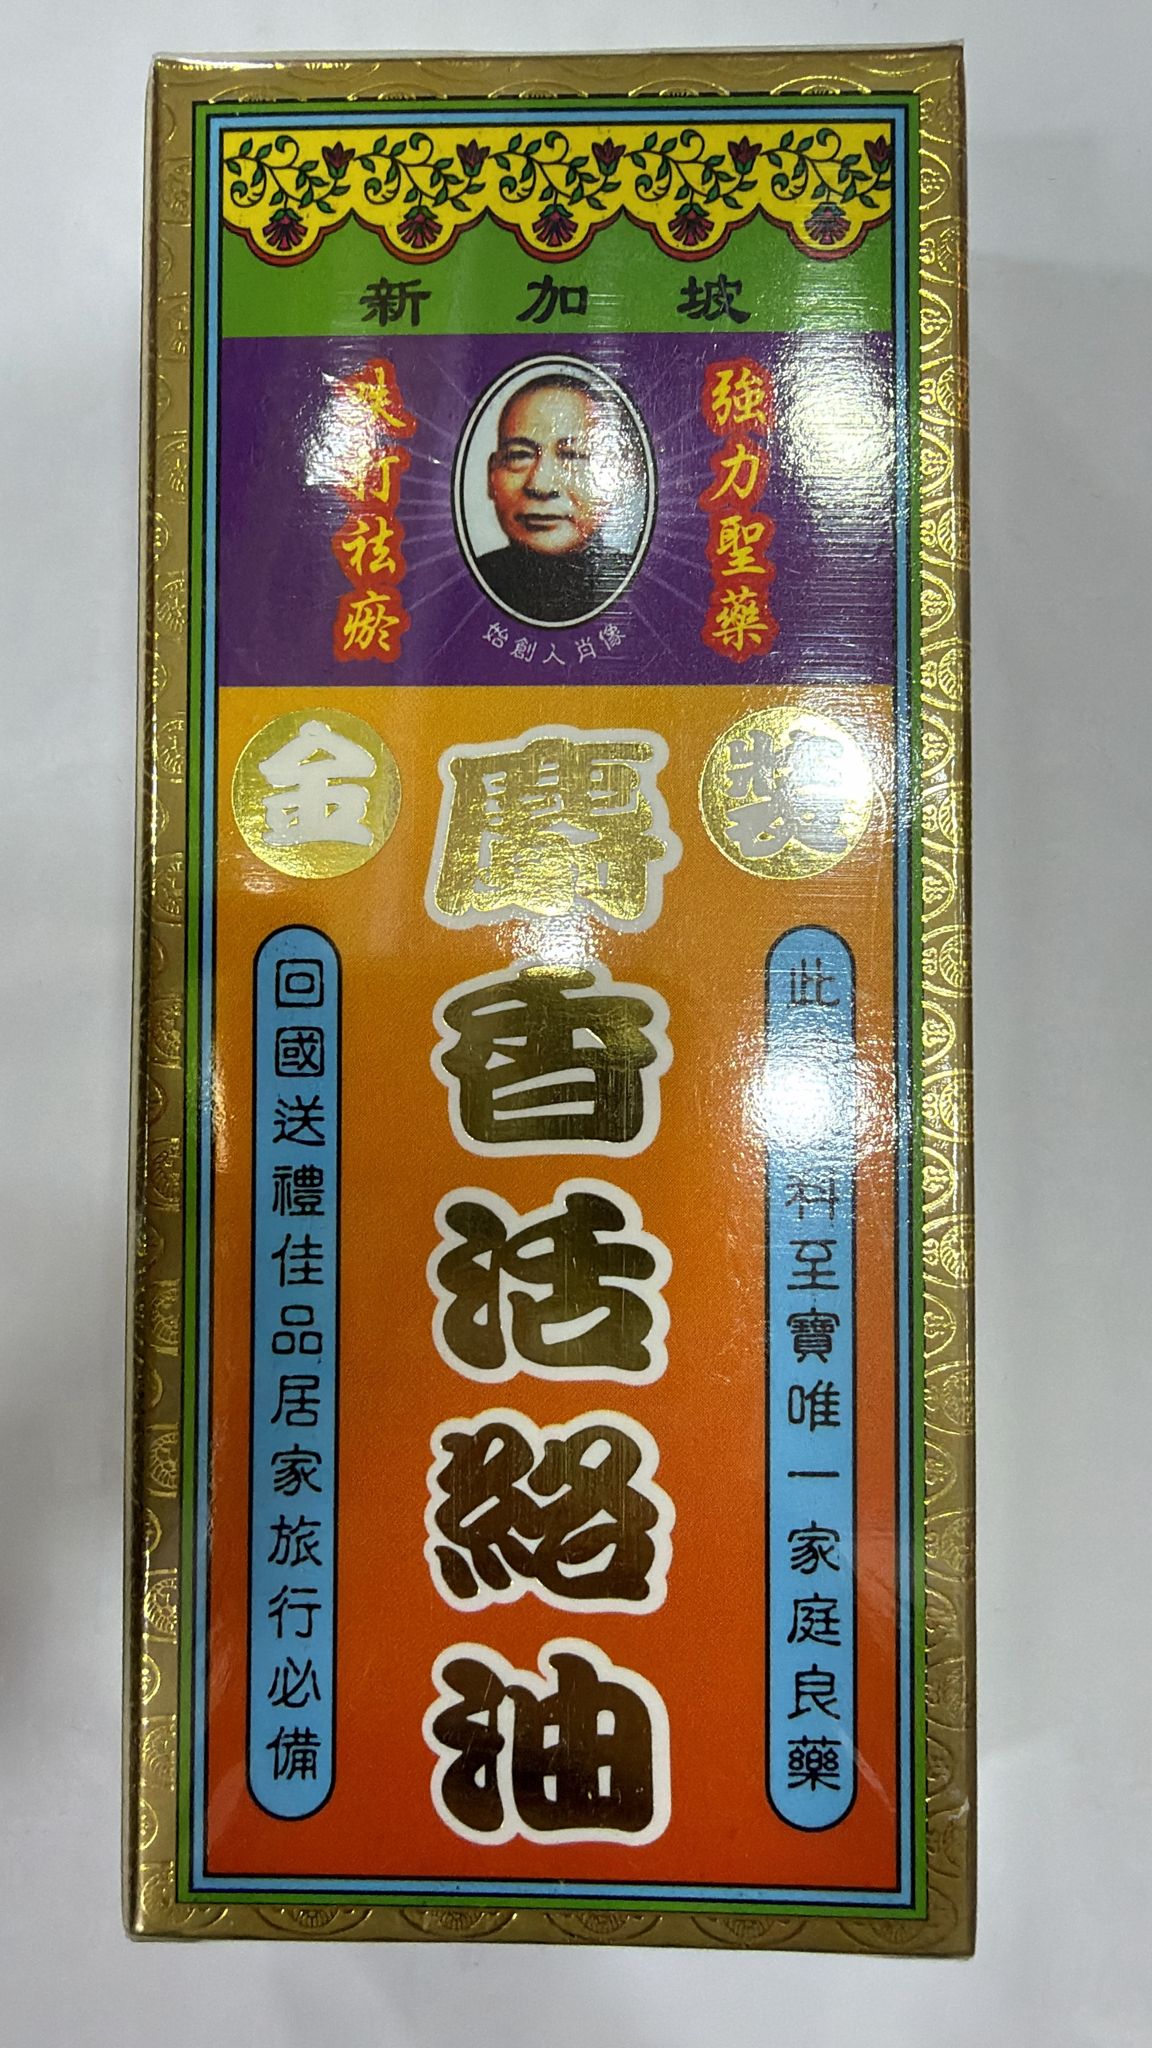 新加坡
強力聖藥
跌打祛瘀
始創人肖像
金裝
麝香活絡油
此科至寶唯一家庭良藥
回國送禮佳品居家旅行必備